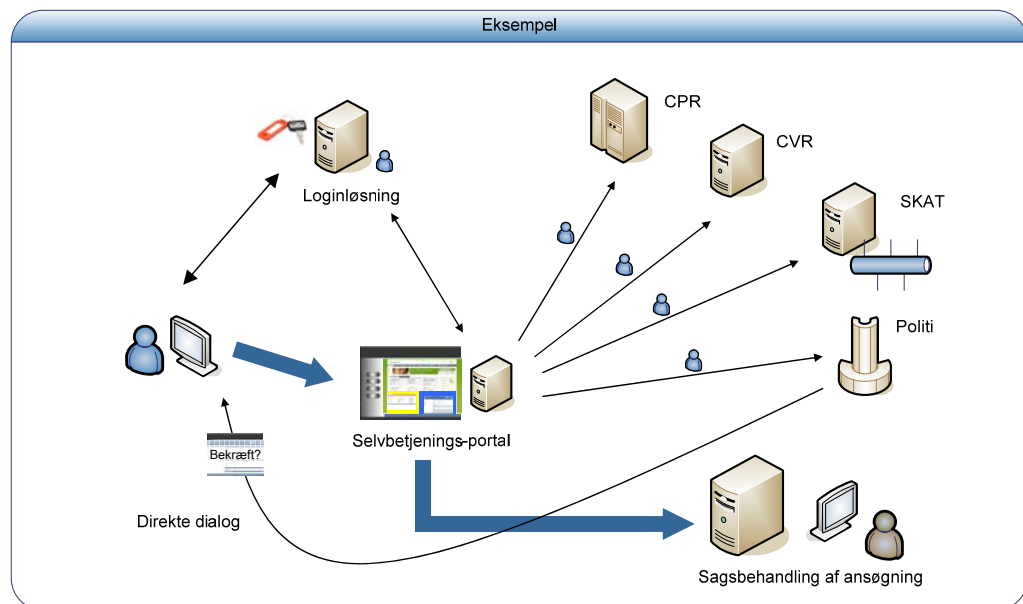 Eksempel
CPR
CVR
SKAT
Loginløsning
Politi
Selvbetjenings-portal
Bekræft?
Direkte dialog
Sagsbehandling af ansøgning